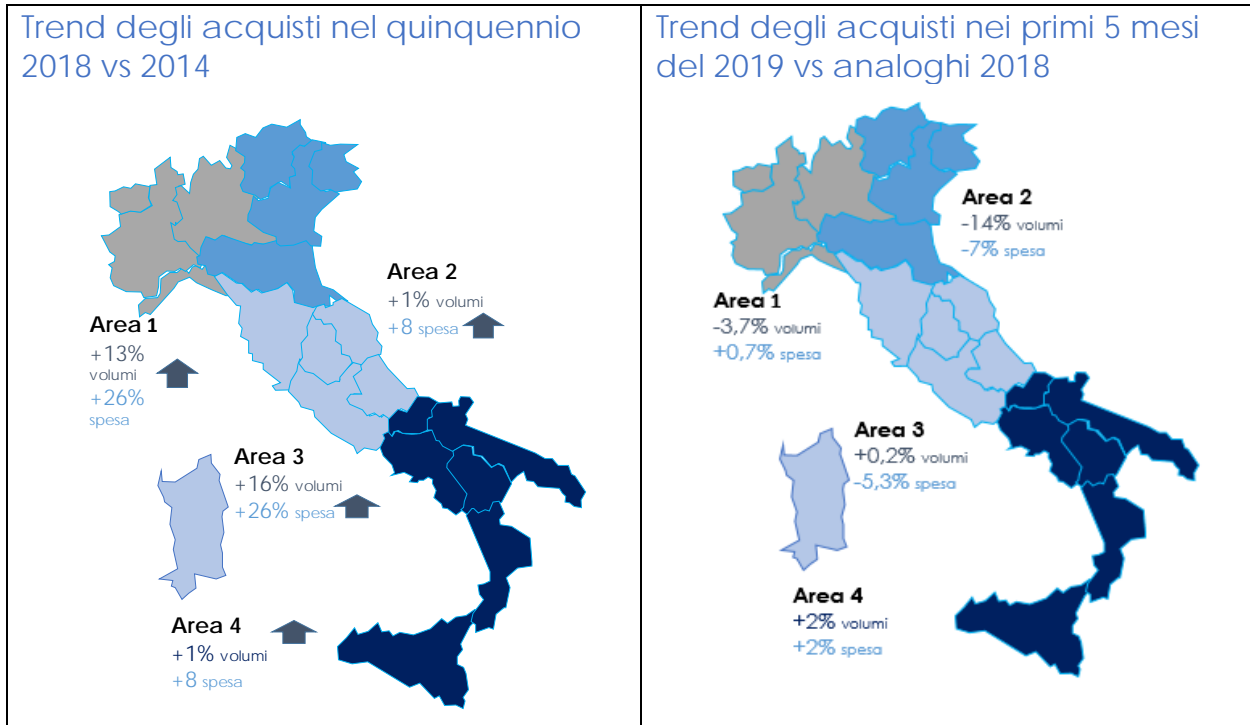 Trend degli acquisti nel quinquennio
2018 vs 2014
Area 2
+1% volumi
+8 spesa
Area 1
+13%
volumi
+26%
spesa
Area 3
+16% volumi
+26% spesa
Area 4
+1% volumi
+8 spesa
Trend degli acquisti nei primi 5 mesi
del 2019 vs analoghi 2018
Area 2
-14% volumi
-7% spesa
Area 1
-3,7% volumi
+0,7% spesa
Area 3
+0,2% volumi
-5,3% spesa
Area 4
+2% volumi
+2% spesa